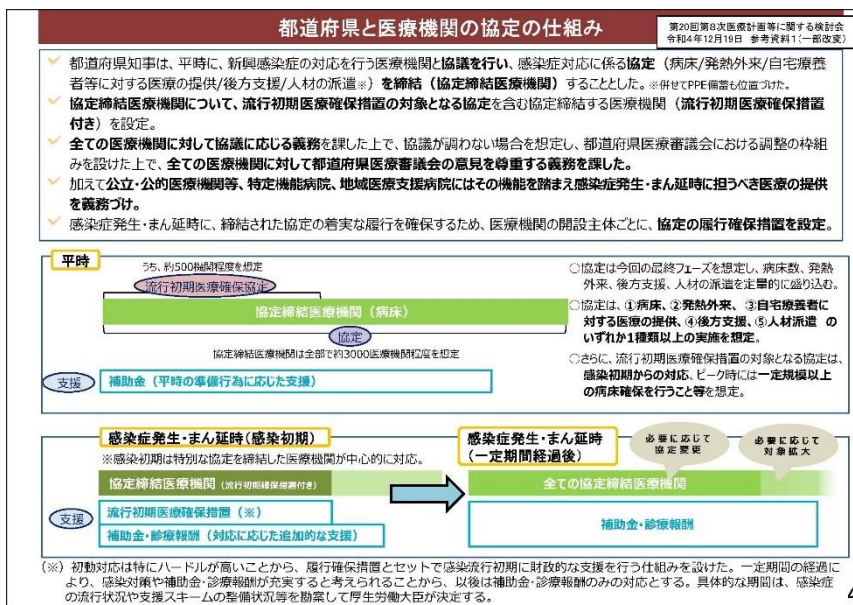 都道府県と医療機関の協定の仕組み
第20回第8次医療計画等に関する検討会
令和4年12月19日 参考資料1(一部改変)
都道府県知事は、平時に、新興感染症の対応を行う医療機関と協議を行い、感染症対応に係る協定（病床/発熱外来/自宅療養
者等に対する医療の提供/後方支援/人材の派遣※）を締結（協定締結医療機関）することとした。※併せてPPE備蓄も位置づけた。
協定締結医療機関について、流行初期医療確保措置の対象となる協定を含む協定締結する医療機関（流行初期医療確保措置
付き）を設定。
全ての医療機関に対して協議に応じる義務を課した上で、協議が調わない場合を想定し、都道府県医療審議会における調整の枠組
みを設けた上で、全ての医療機関に対して都道府県医療審議会の意見を尊重する義務を課した。
加えて公立・公的医療機関等、特定機能病院、地域医療支援病院にはその機能を踏まえ感染症発生・まん延時に担うべき医療の提供
を義務づけ。
感染症発生・まん延時に、締結された協定の着実な履行を確保するため、医療機関の開設主体ごとに、協定の履行確保措置を設定。
平時
うち、約500機関程度を想定
流行初期医療確保協定
協定締結医療機関（病床）
協定
協定締結医療機関は全部で約3000医療機関程度を想定
支援
補助金（平時の準備行為に応じた支援）
○協定は今回の最終フェーズを想定し、病床数、発熱
外来、後方支援、人材の派遣を定量的に盛り込む。
○協定は、①病床、②発熱外来、③自宅療養者に
対する医療の提供、④後方支援、⑤人材派遣 の
いずれか1種類以上の実施を想定。
○さらに、流行初期医療確保措置の対象となる協定は、
感染初期からの対応、ピーク時には一定規模以上
の病床確保を行うこと等を想定。
感染症発生・まん延時（感染初期）
※感染初期は特別な協定を締結した医療機関が中心的に対応。
協定締結医療機関（流行初期確保措置付き）
支援
流行初期医療確保措置（※）
補助金・診療報酬（対応に応じた追加的な支援）
感染症発生・まん延時
（一定期間経過後）
必要に応じて
協定変更
必要に応じて
対象拡大
全ての協定締結医療機関
補助金・診療報酬
（※）初動対応は特にハードルが高いことから、履行確保措置とセットで感染流行初期に財政的な支援を行う仕組みを設けた。一定期間の経過に
より、感染対策や補助金・診療報酬が充実すると考えられることから、以後は補助金・診療報酬のみの対応とする。具体的な期間は、感染症
の流行状況や支援スキームの整備状況等を勘案して厚生労働大臣が決定する。
4